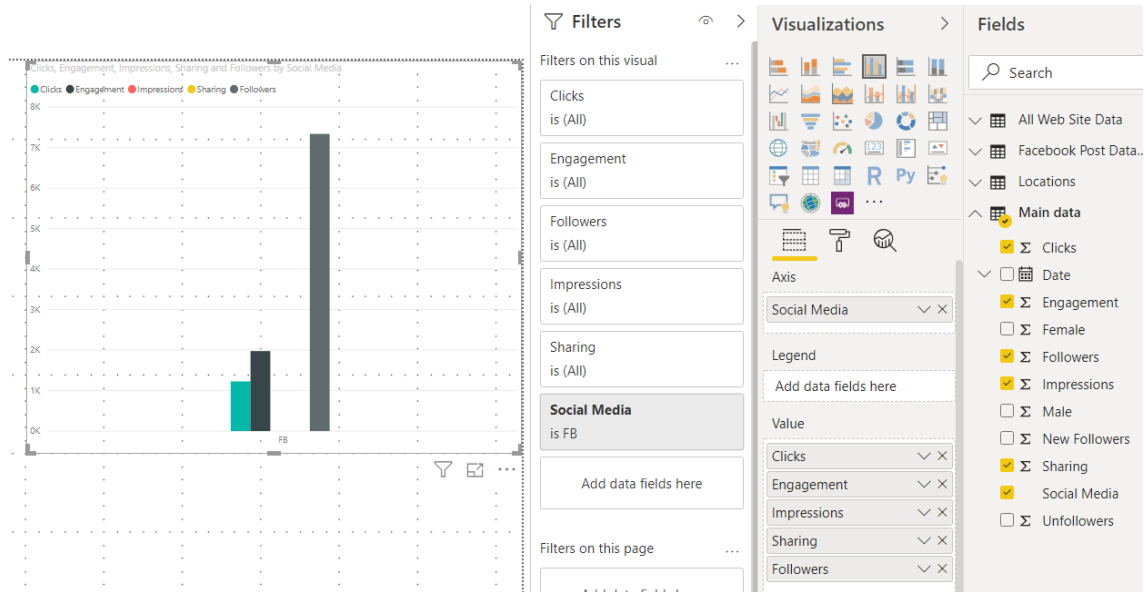 Clicks, Engagement, Impressions, Sharing and Followers by Social Media
Clicks Engagement Impressions Sharing Followers
8K
7K
6K
5K
4K
3K
2K
1K
0K
FB
Filters
Filters on this visual
...
Clicks
is (All)
Engagement
is (All)
Followers
is (All)
Impressions
is (All)
Sharing
is (All)
Social Media
is FB
Add data fields here
Filters on this page
...
Visualizations
123
R Py
...
Axis
Social Media
Legend
Add data fields here
Value
Clicks
Engagement
Impressions
Sharing
Followers
Fields
Search
All Web Site Data
Facebook Post Data...
Locations
Main data
Σ Clicks
Date
Σ Engagement
Σ Female
Σ Followers
Σ Impressions
Σ Male
Σ New Followers
Σ Sharing
Social Media
Σ Unfollowers